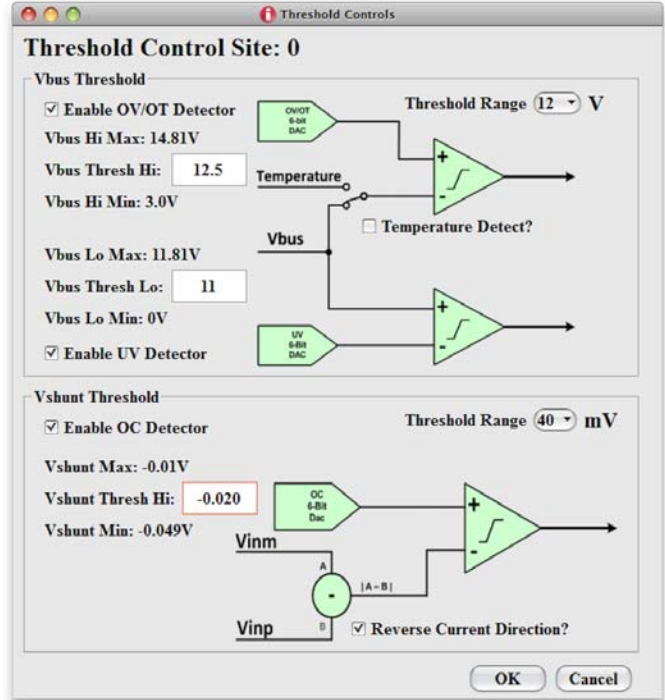 Threshold Controls
Threshold Control Site: 0
Vbus Threshold
Enable OV/OT Detector
OV/OT
6-bit
DAC
Threshold Range 12 V
Vbus Hi Max: 14.81V
Vbus Thresh Hi: 12.5
Temperature
Vbus Hi Min: 3.0V
Temperature Detect?
Vbus
Vbus Lo Max: 11.81V
Vbus Thresh Lo: 11
Vbus Lo Min: 0V
UV
6-Bit
DAC
Enable UV Detector
+
-
+
-
Vshunt Threshold
Enable OC Detector
Threshold Range 40 mV
Vshunt Max: -0.01V
Vshunt Thresh Hi: -0.020
OC
6-Bit
Dac
Vshunt Min: -0.049V
+
-
Vinm
A
-
|A-B|
B
Vinp
Reverse Current Direction?
OK Cancel